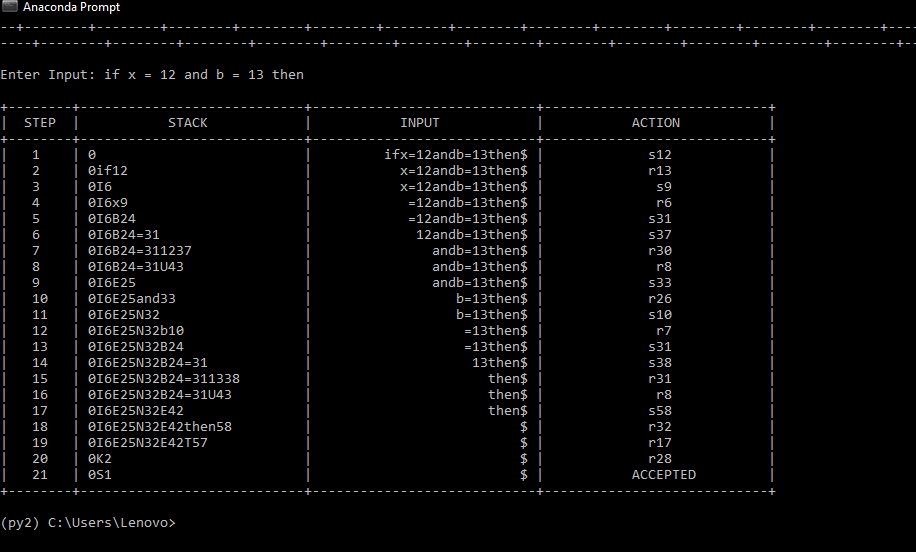 Anaconda Prompt
--+--------+--------+--------+--------+--------+--------+--------+--------+--------+--------+--------+--------+---
----+--------+--------+--------+--------+--------+--------+--------+--------+--------+--------+--------+--------+--
Enter Input: if x = 12 and b = 13 then
+--------+----------------------------+----------------------------+----------------------------+
| STEP | STACK | INPUT | ACTION |
+--------+----------------------------+----------------------------+----------------------------+
| 1 | 0 | ifx=12andb=13then$ | s12 |
| 2 | 0if12 | x=12andb=13then$ | r13 |
| 3 | 0I6 | x=12andb=13then$ | s9 |
| 4 | 0I6x9 | =12andb=13then$ | r6 |
| 5 | 0I6B24 | =12andb=13then$ | s31 |
| 6 | 0I6B24=31 | 12andb=13then$ | s37 |
| 7 | 0I6B24=311237 | andb=13then$ | r30 |
| 8 | 0I6B24=31U43 | andb=13then$ | r8 |
| 9 | 0I6E25 | andb=13then$ | s33 |
| 10 | 0I6E25and33 | b=13then$ | r26 |
| 11 | 0I6E25N32 | b=13then$ | s10 |
| 12 | 0I6E25N32b10 | =13then$ | r7 |
| 13 | 0I6E25N32B24 | =13then$ | s31 |
| 14 | 0I6E25N32B24=31 | 13then$ | s38 |
| 15 | 0I6E25N32B24=311338 | then$ | r31 |
| 16 | 0I6E25N32B24=31U43 | then$ | r8 |
| 17 | 0I6E25N32E42 | then$ | s58 |
| 18 | 0I6E25N32E42then58 | $ | r32 |
| 19 | 0I6E25N32E42T57 | $ | r17 |
| 20 | 0K2 | $ | r28 |
| 21 | 0S1 | $ | ACCEPTED |
+--------+----------------------------+----------------------------+----------------------------+
(py2) C:\Users\Lenovo>